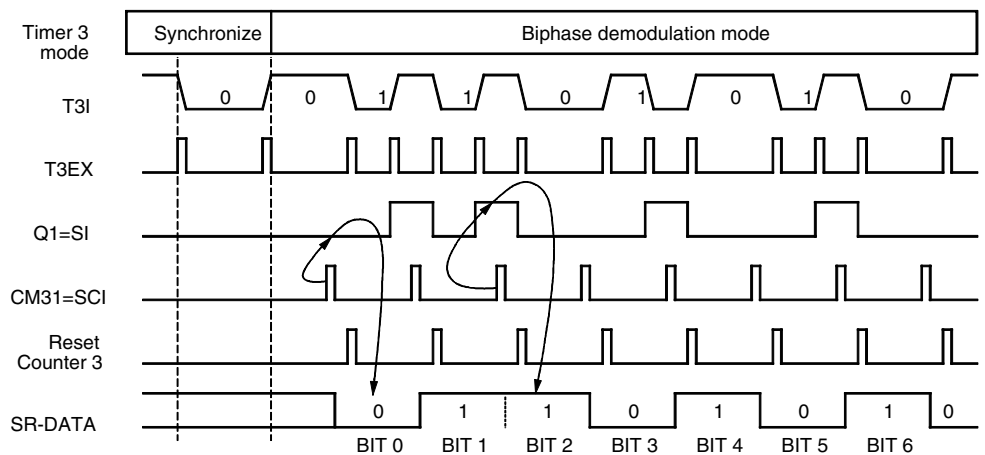 Timer 3
mode
Synchronize
Biphase demodulation mode
T3I
0 0 1 1 0 1 0 1 0
T3EX
Q1=SI
CM31=SCI
Reset
Counter 3
SR-DATA
0 1 1 0 1 0 1 0
BIT 0 BIT 1 BIT 2 BIT 3 BIT 4 BIT 5 BIT 6